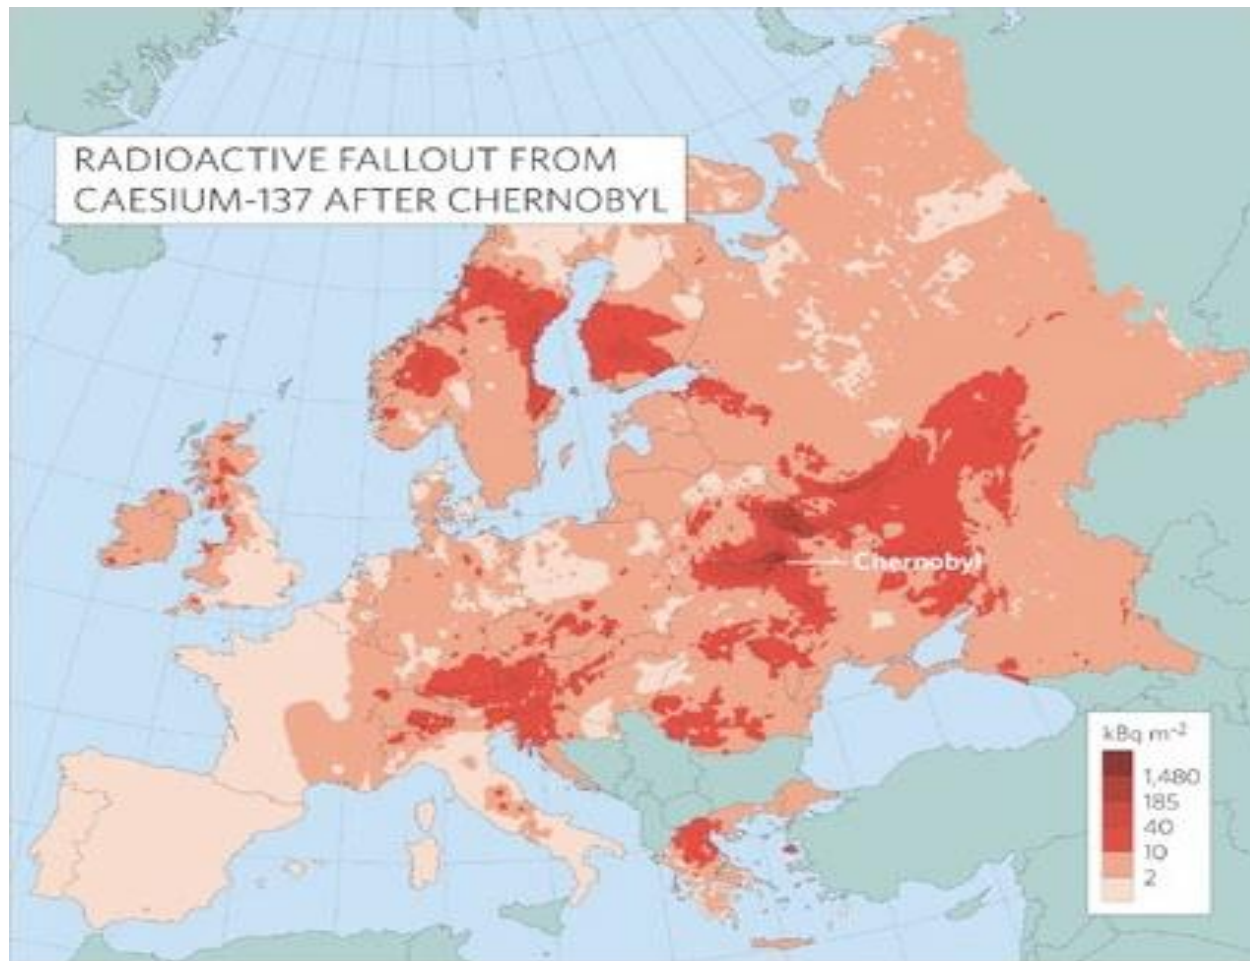 RADIOACTIVE FALLOUT FROM
CAESIUM-137 AFTER CHERNOBYL
Chernobyl
kBq m⁻²
1,480
185
40
10
2